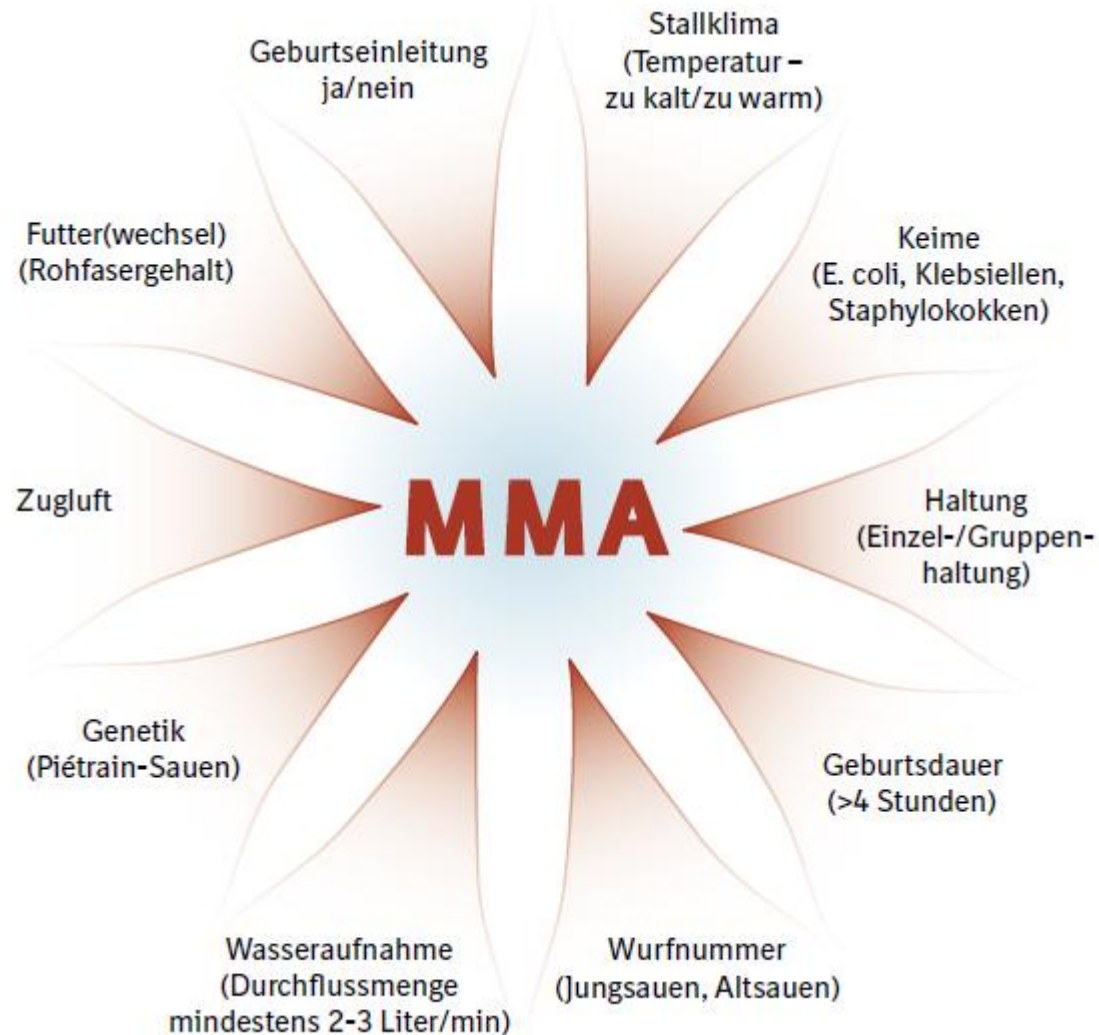 Geburtseinleitung
ja/nein
Stallklima
(Temperatur –
zu kalt/zu warm)
Futter(wechsel)
(Rohfasergehalt)
Keime
(E. coli, Klebsiellen,
Staphylokokken)
Zugluft
MMA
Haltung
(Einzel-/Gruppen-
haltung)
Genetik
(Piétrain-Sauen)
Geburtsdauer
(>4 Stunden)
Wasseraufnahme
(Durchflussmenge
mindestens 2-3 Liter/min)
Wurfnummer
(Jungsauen, Altsauen)